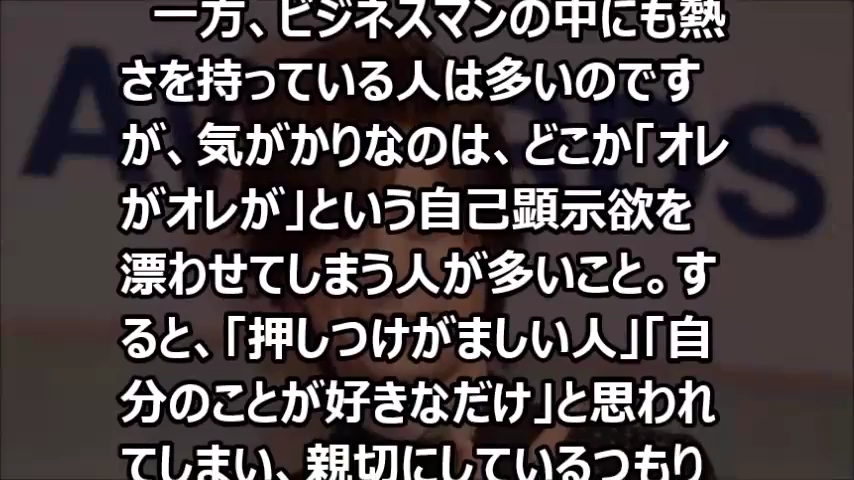 一方、ビジネスマンの中にも熱
さを持っている人は多いのです
が、気がかりなのは、どこか「オレ
がオレが」という自己顕示欲を
漂わせてしまう人が多いこと。す
ると、「押しつけがましい人」「自
分のことが好きなだけ」と思われ
てしまい、親切にしているつもり